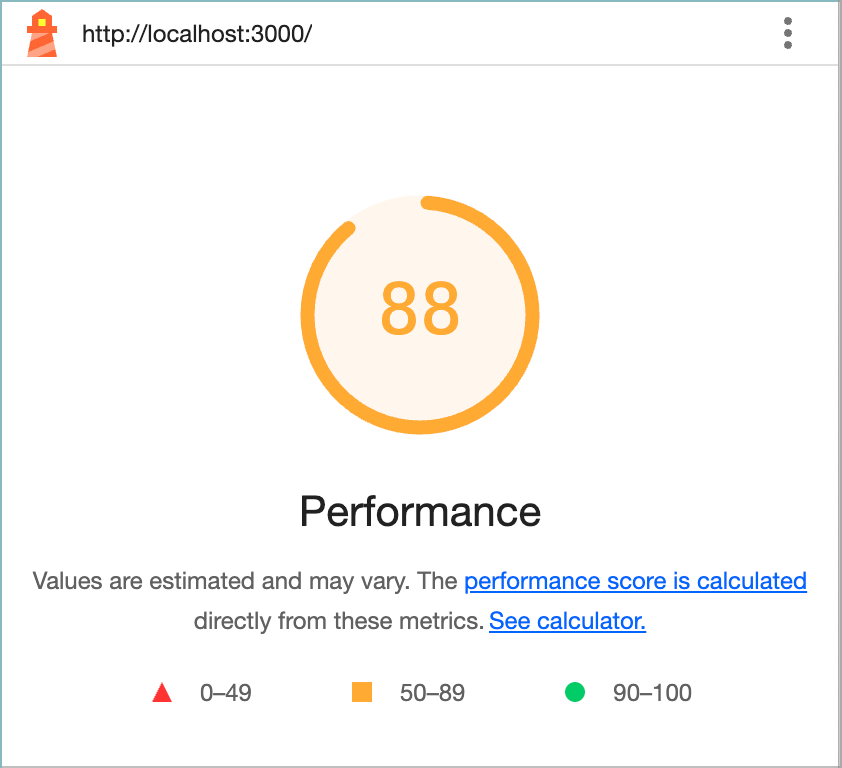 http://localhost:3000/
88
Performance
Values are estimated and may vary. The performance score is calculated
directly from these metrics. See calculator.
0–49 50–89 90–100